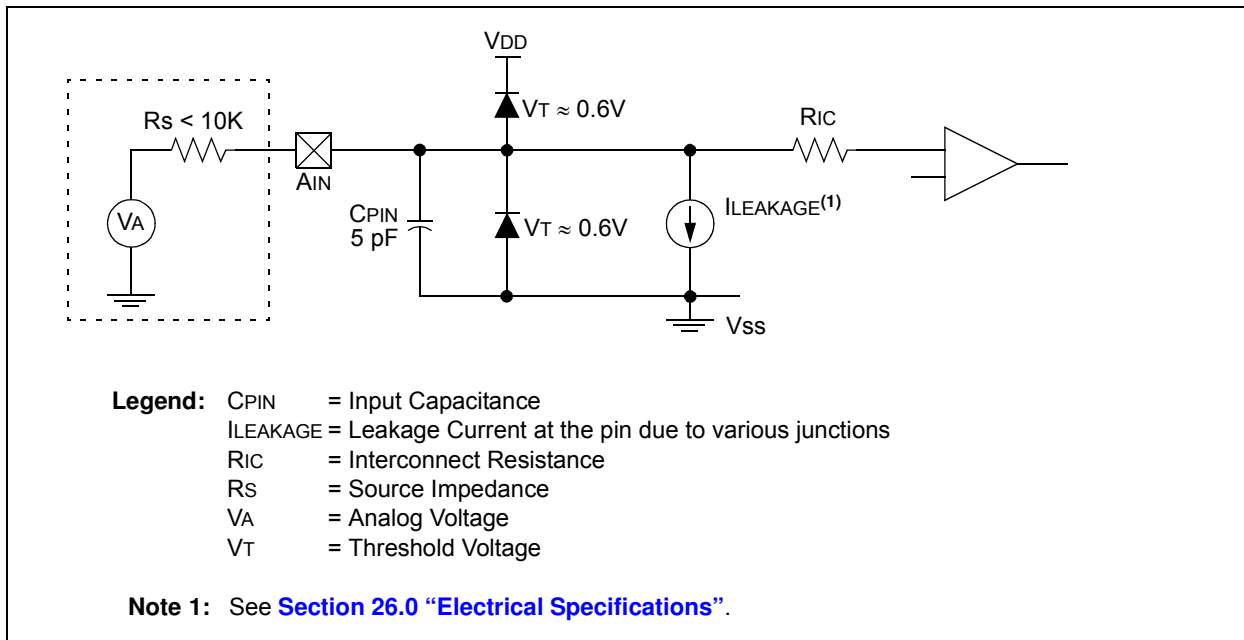 VDD
VT ≈ 0.6V
Rs < 10K
RIC
AIN
CPIN
5 pF
VA
VT ≈ 0.6V
ILEAKAGE(1)
Vss
Legend: CPIN = Input Capacitance
ILEAKAGE = Leakage Current at the pin due to various junctions
RIC = Interconnect Resistance
RS = Source Impedance
VA = Analog Voltage
VT = Threshold Voltage
Note 1: See Section 26.0 “Electrical Specifications”.